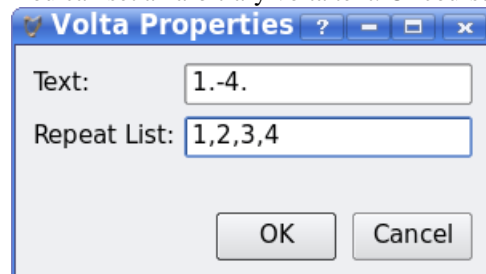 Volta Properties ?
Text: 1.-4.
Repeat List: 1,2,3,4
OK Cancel